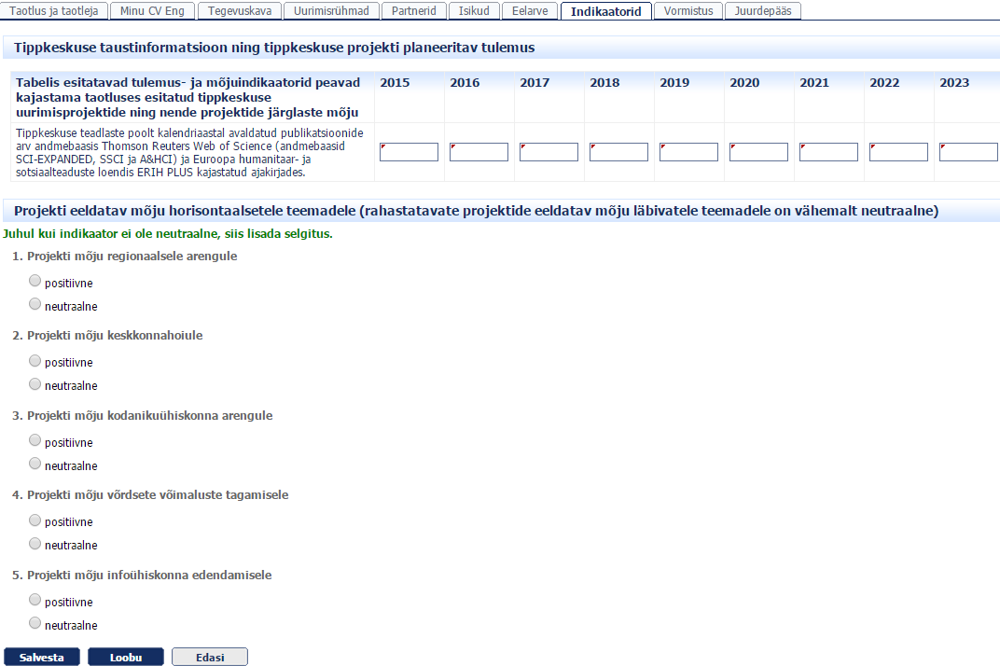 Taotlus ja taotleja Minu CV Eng Tegevuskava Uurimisrühmad Partnerid Isikud Eelarve Indikaatorid Vormistus Juurdepääs
Tippkeskuse taustinformatsioon ning tippkeskuse projekti planeeritav tulemus
Tabelis esitatavad tulemus- ja mõjuindikaatorid peavad 2015 2016 2017 2018 2019 2020 2021 2022 2023
kajastama taotluses esitatud tippkeskuse
uurimisprojektide ning nende projektide järglaste mõju
Tippkeskuse teadlaste poolt kalendriaastal avaldatud publikatsioonide
arv andmebaasis Thomson Reuters Web of Science (andmebaasid
SCI-EXPANDED, SSCI ja A&HCI) ja Euroopa humanitaar- ja
sotsiaalteaduste loendis ERIH PLUS kajastatud ajakirjades.
Projekti eeldatav mõju horisontaalsetele teemadele (rahastatavate projektide eeldatav mõju läbivatele teemadele on vähemalt neutraalne)
Juhul kui indikaator ei ole neutraalne, siis lisada selgitus.
1. Projekti mõju regionaalsele arengule
positiivne
neutraalne
2. Projekti mõju keskkonnahoiule
positiivne
neutraalne
3. Projekti mõju kodanikuühiskonna arengule
positiivne
neutraalne
4. Projekti mõju võrdsete võimaluste tagamisele
positiivne
neutraalne
5. Projekti mõju infoühiskonna edendamisele
positiivne
neutraalne
Salvesta Loobu Edasi